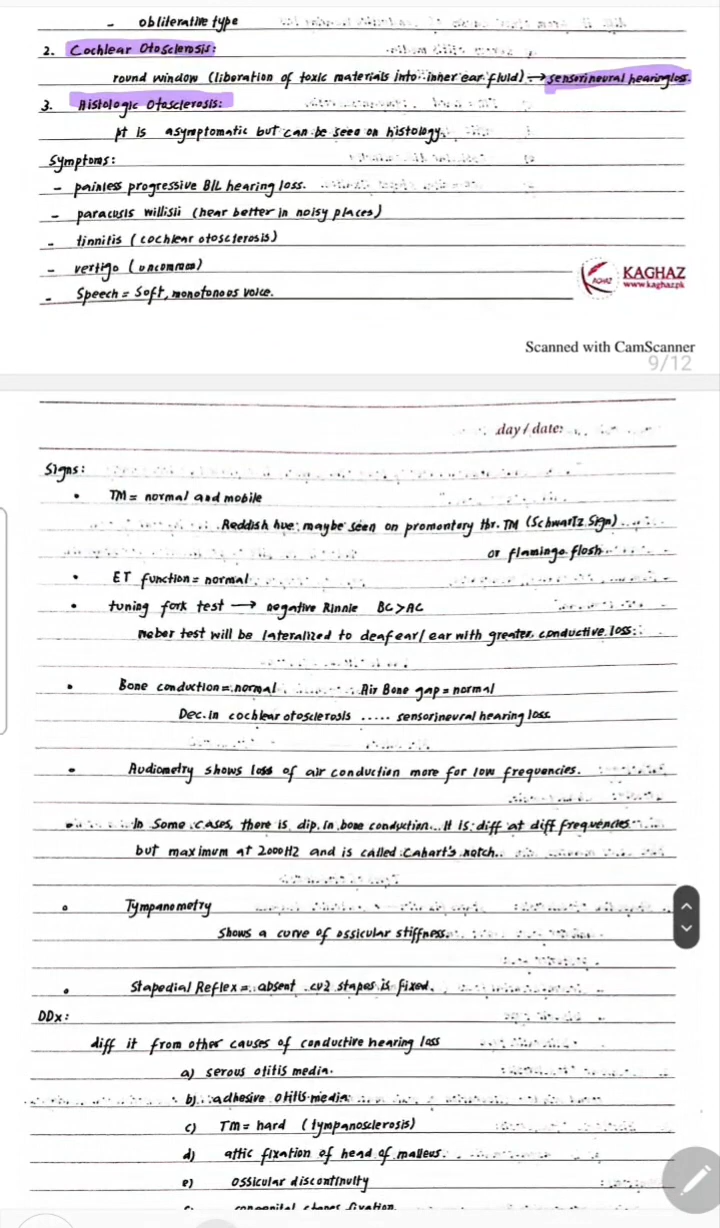 - obliterative type
2. Cochlear Otosclerosis:
round window (liberation of toxic materials into inner ear fluid) → sensorineural hearing loss.
3. Histologic Otosclerosis:
pt is asymptomatic but can be seen on histology.
Symptoms:
- painless progressive B/L hearing loss.
- paracusis willisii (hear better in noisy places)
- tinnitis (cochlear otosclerosis)
- vertigo (uncommon)
- Speech = Soft, monotonous voice.
KAGHAZ
www.kaghaz.pk
Scanned with CamScanner
9/12
day / date:
Signs:
• TM = normal and mobile
Reddish hue maybe seen on promontory thr. TM (Schwartz Sign)
or flamingo flosh
• ET function = normal
• tuning fork test → negative Rinnie BC>AC
weber test will be lateralized to deaf ear/ ear with greater conductive loss
• Bone conduction = normal Air Bone gap = normal
Dec. in cochlear otosclerosis ..... sensorineural hearing loss
• Audiometry shows loss of air conduction more for low frequencies.
• In Some cases, there is dip in bone conduction.. It is diff at diff frequencies
but maximum at 2000 HZ and is called Cahart's notch.
• Tympanometry
Shows a curve of ossicular stiffness.
• Stapedial Reflex = absent cuz stapes is fixed.
DDx:
diff it from other causes of conductive hearing loss
a) serous otitis media.
b) adhesive otitis media
c) TM = hard (tympanosclerosis)
d) attic fixation of head of malleus.
e) ossicular discontinuity
congenital stapes fixation